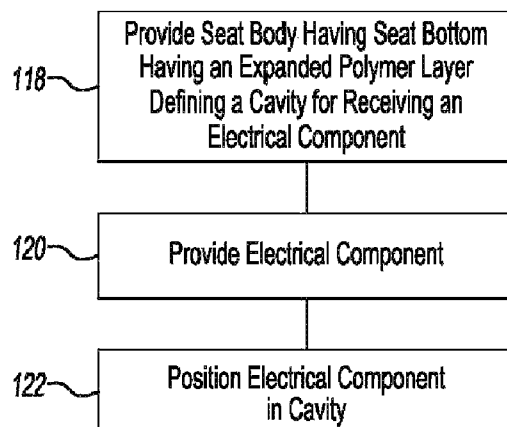 118
Provide Seat Body Having Seat Bottom
Having an Expanded Polymer Layer
Defining a Cavity for Receiving an
Electrical Component
120
Provide Electrical Component
122
Position Electrical Component
in Cavity